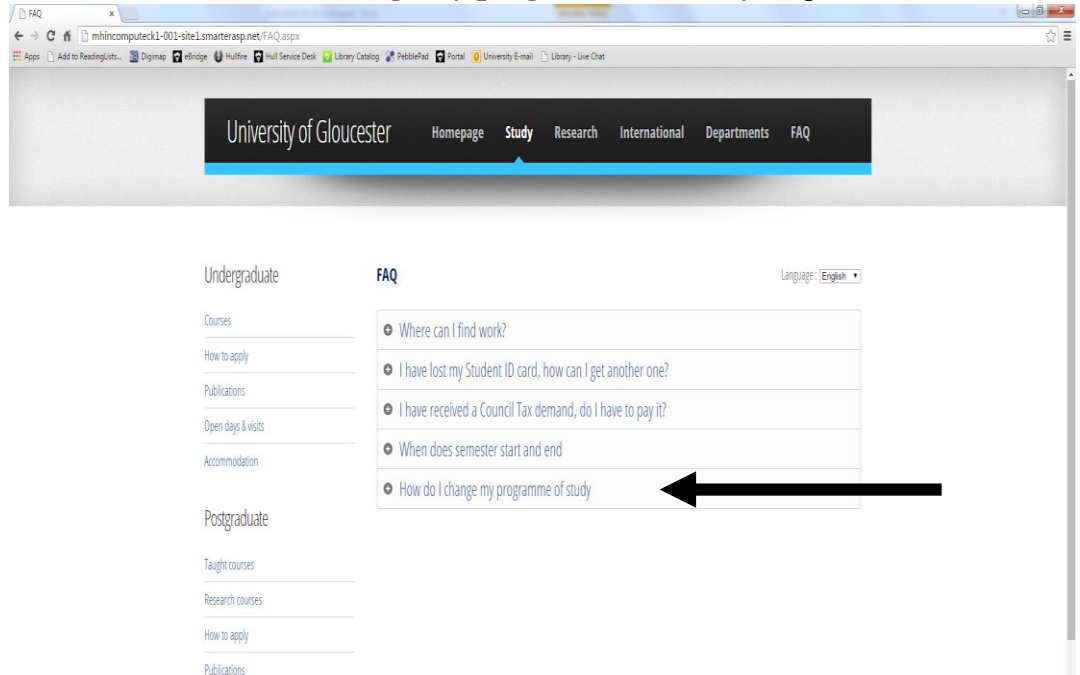 FAQ
mhincomputeck1-001-site1.smarterasp.net/FAQ.aspx
Apps Add to ReadingLists... Digimap eBridge Hullfire Hull Service Desk Library Catalog PebblePad Portal University E-mail Library - Live Chat
University of Gloucester Homepage Study Research International Departments FAQ
Undergraduate
Courses
How to apply
Publications
Open days & visits
Accommodation
Postgraduate
Taught courses
Research courses
How to apply
Publications
FAQ Language : English
Where can I find work?
I have lost my Student ID card, how can I get another one?
I have received a Council Tax demand, do I have to pay it?
When does semester start and end
How do I change my programme of study